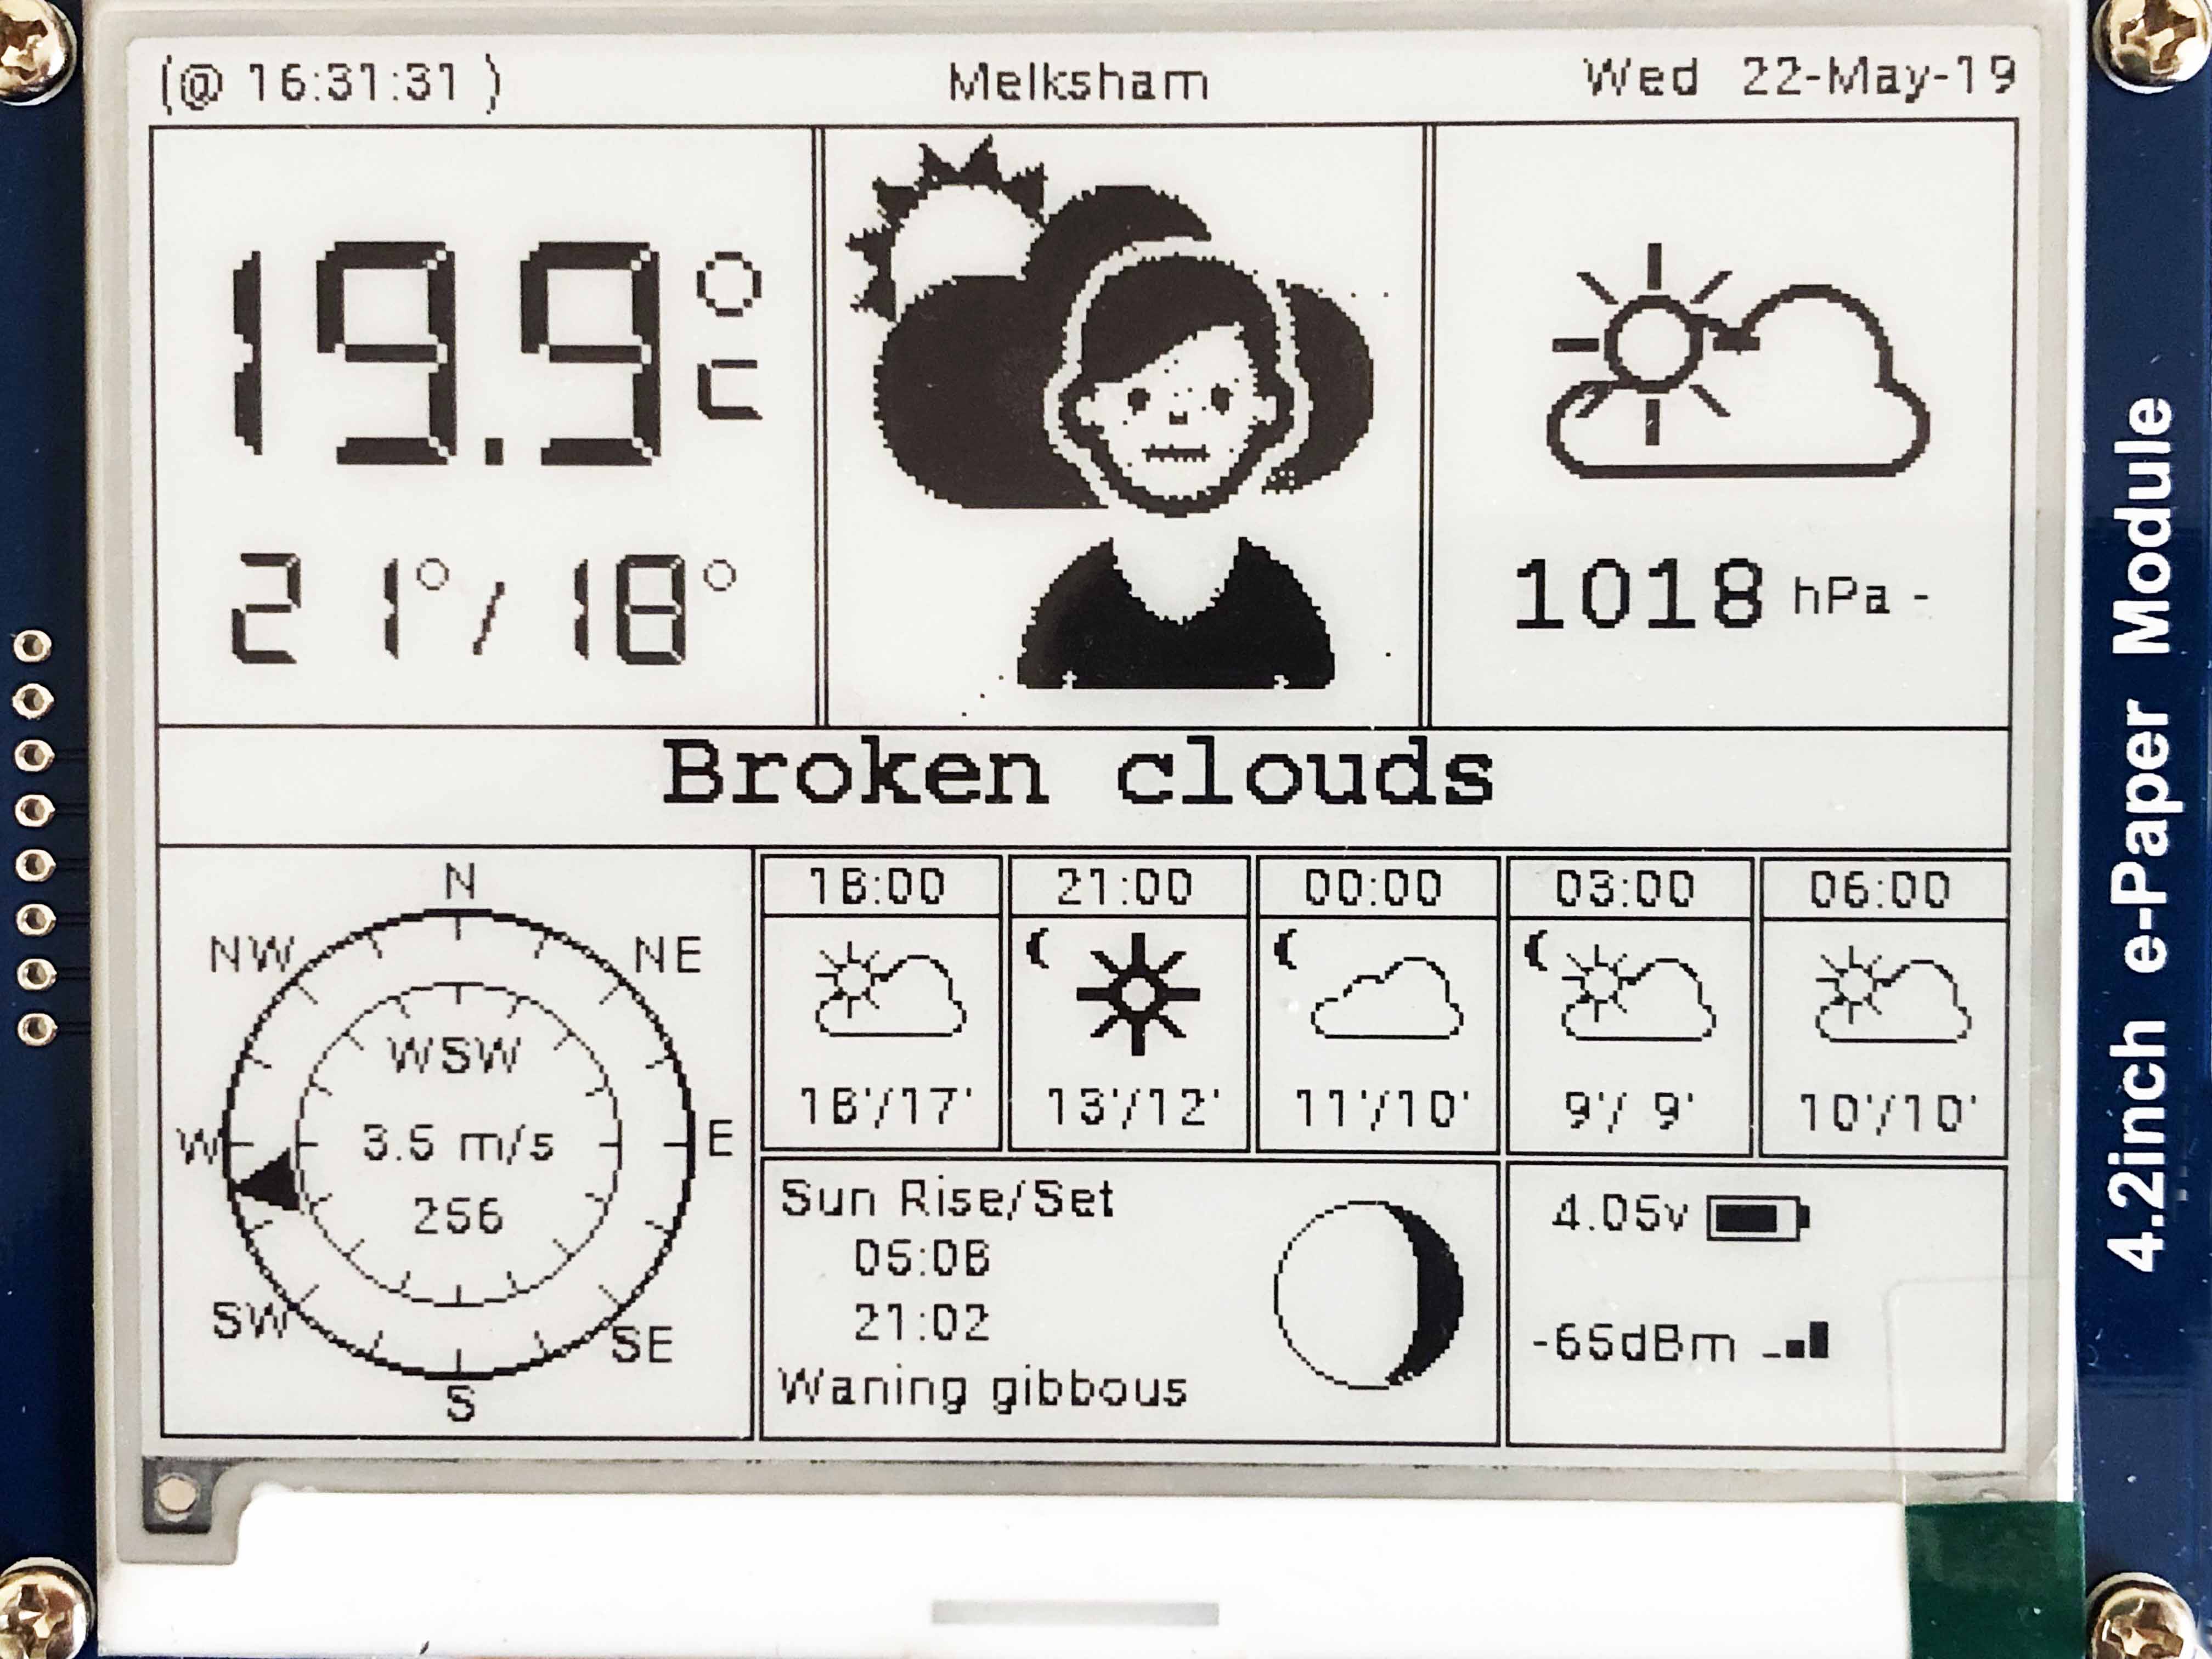 (@ 16:31:31 )
Melksham
Wed 22-May-19
19.9°C
21°/ 18°
1018 hPa -
Broken clouds
N
NW NE
W E
SW SE
S
WSW
3.5 m/s
256
18:00 21:00 00:00 03:00 06:00
18'/17' 13'/12' 11'/10' 9'/ 9' 10'/10'
Sun Rise/Set
05:08
21:02
Waning gibbous
4.05v
-65dBm
4.2inch e-Paper Module